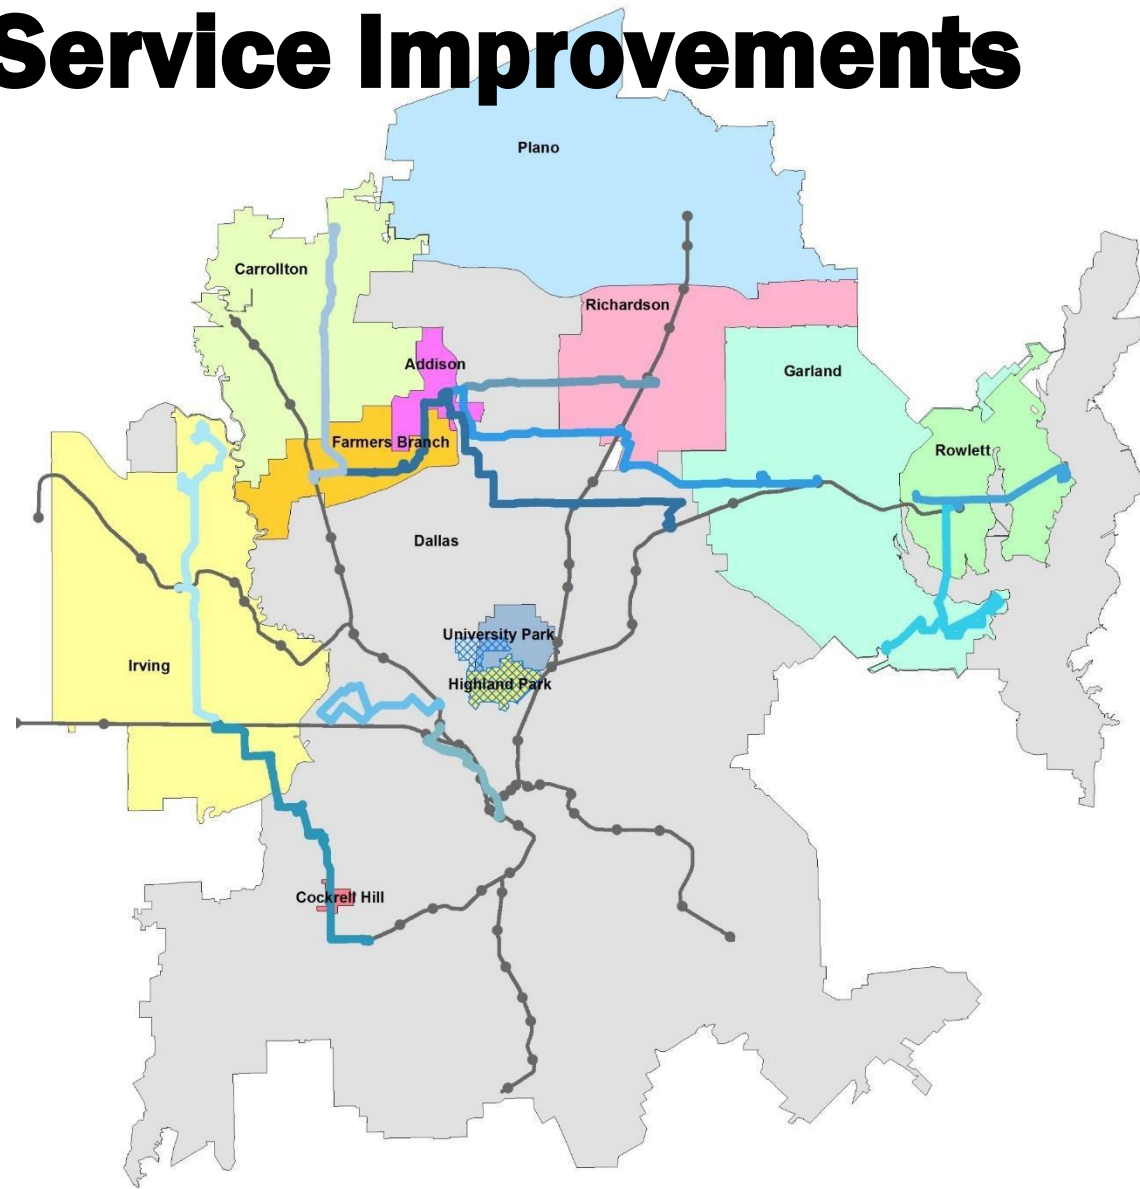 Service Improvements
Plano
Carrollton
Richardson
Addison
Garland
Farmers Branch
Rowlett
Dallas
University Park
Irving
Highland Park
Cockrell Hill